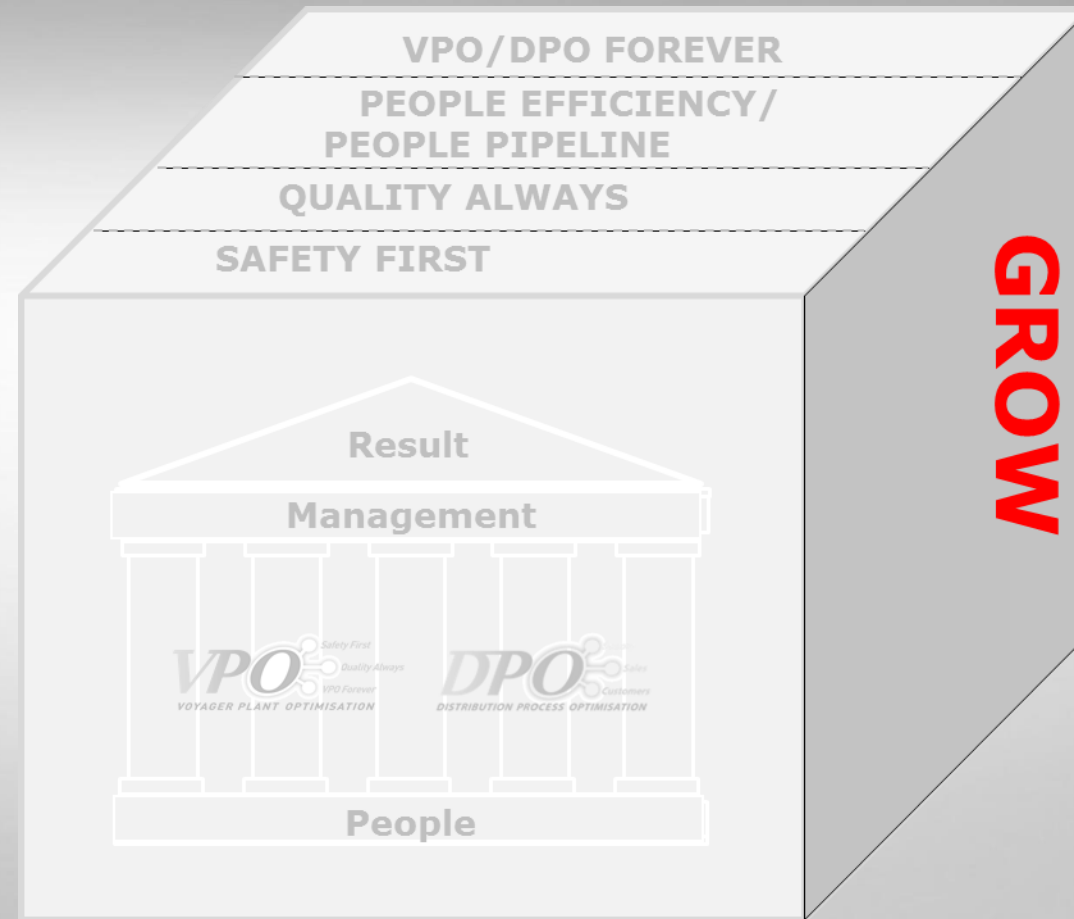 VPO/DPO FOREVER
PEOPLE EFFICIENCY/
PEOPLE PIPELINE
QUALITY ALWAYS
SAFETY FIRST
GROW
Result
Management
VPO
Safety First
Quality Always
VPO Forever
VOYAGER PLANT OPTIMISATION
DPO
Sales
Customers
DISTRIBUTION PROCESS OPTIMISATION
People